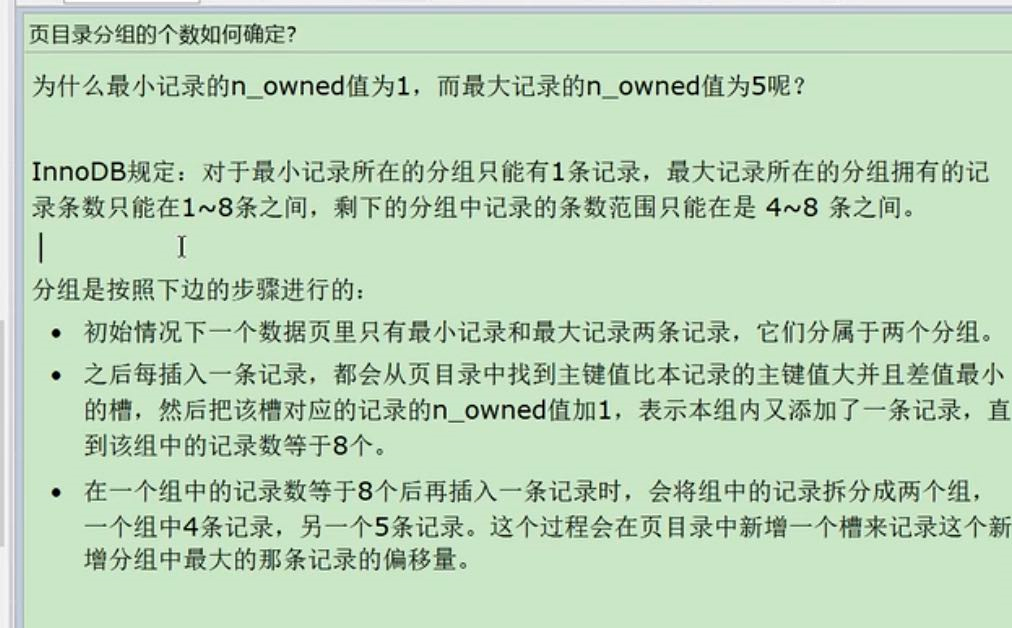 页目录分组的个数如何确定?
为什么最小记录的n_owned值为1，而最大记录的n_owned值为5呢？
InnoDB规定：对于最小记录所在的分组只能有1条记录，最大记录所在的分组拥有的记
录条数只能在1~8条之间，剩下的分组中记录的条数范围只能在是 4~8 条之间。
分组是按照下边的步骤进行的：
• 初始情况下一个数据页里只有最小记录和最大记录两条记录，它们分属于两个分组。
• 之后每插入一条记录，都会从页目录中找到主键值比本记录的主键值大并且差值最小
的槽，然后把该槽对应的记录的n_owned值加1，表示本组内又添加了一条记录，直
到该组中的记录数等于8个。
• 在一个组中的记录数等于8个后再插入一条记录时，会将组中的记录拆分成两个组，
一个组中4条记录，另一个5条记录。这个过程会在页目录中新增一个槽来记录这个新
增分组中最大的那条记录的偏移量。